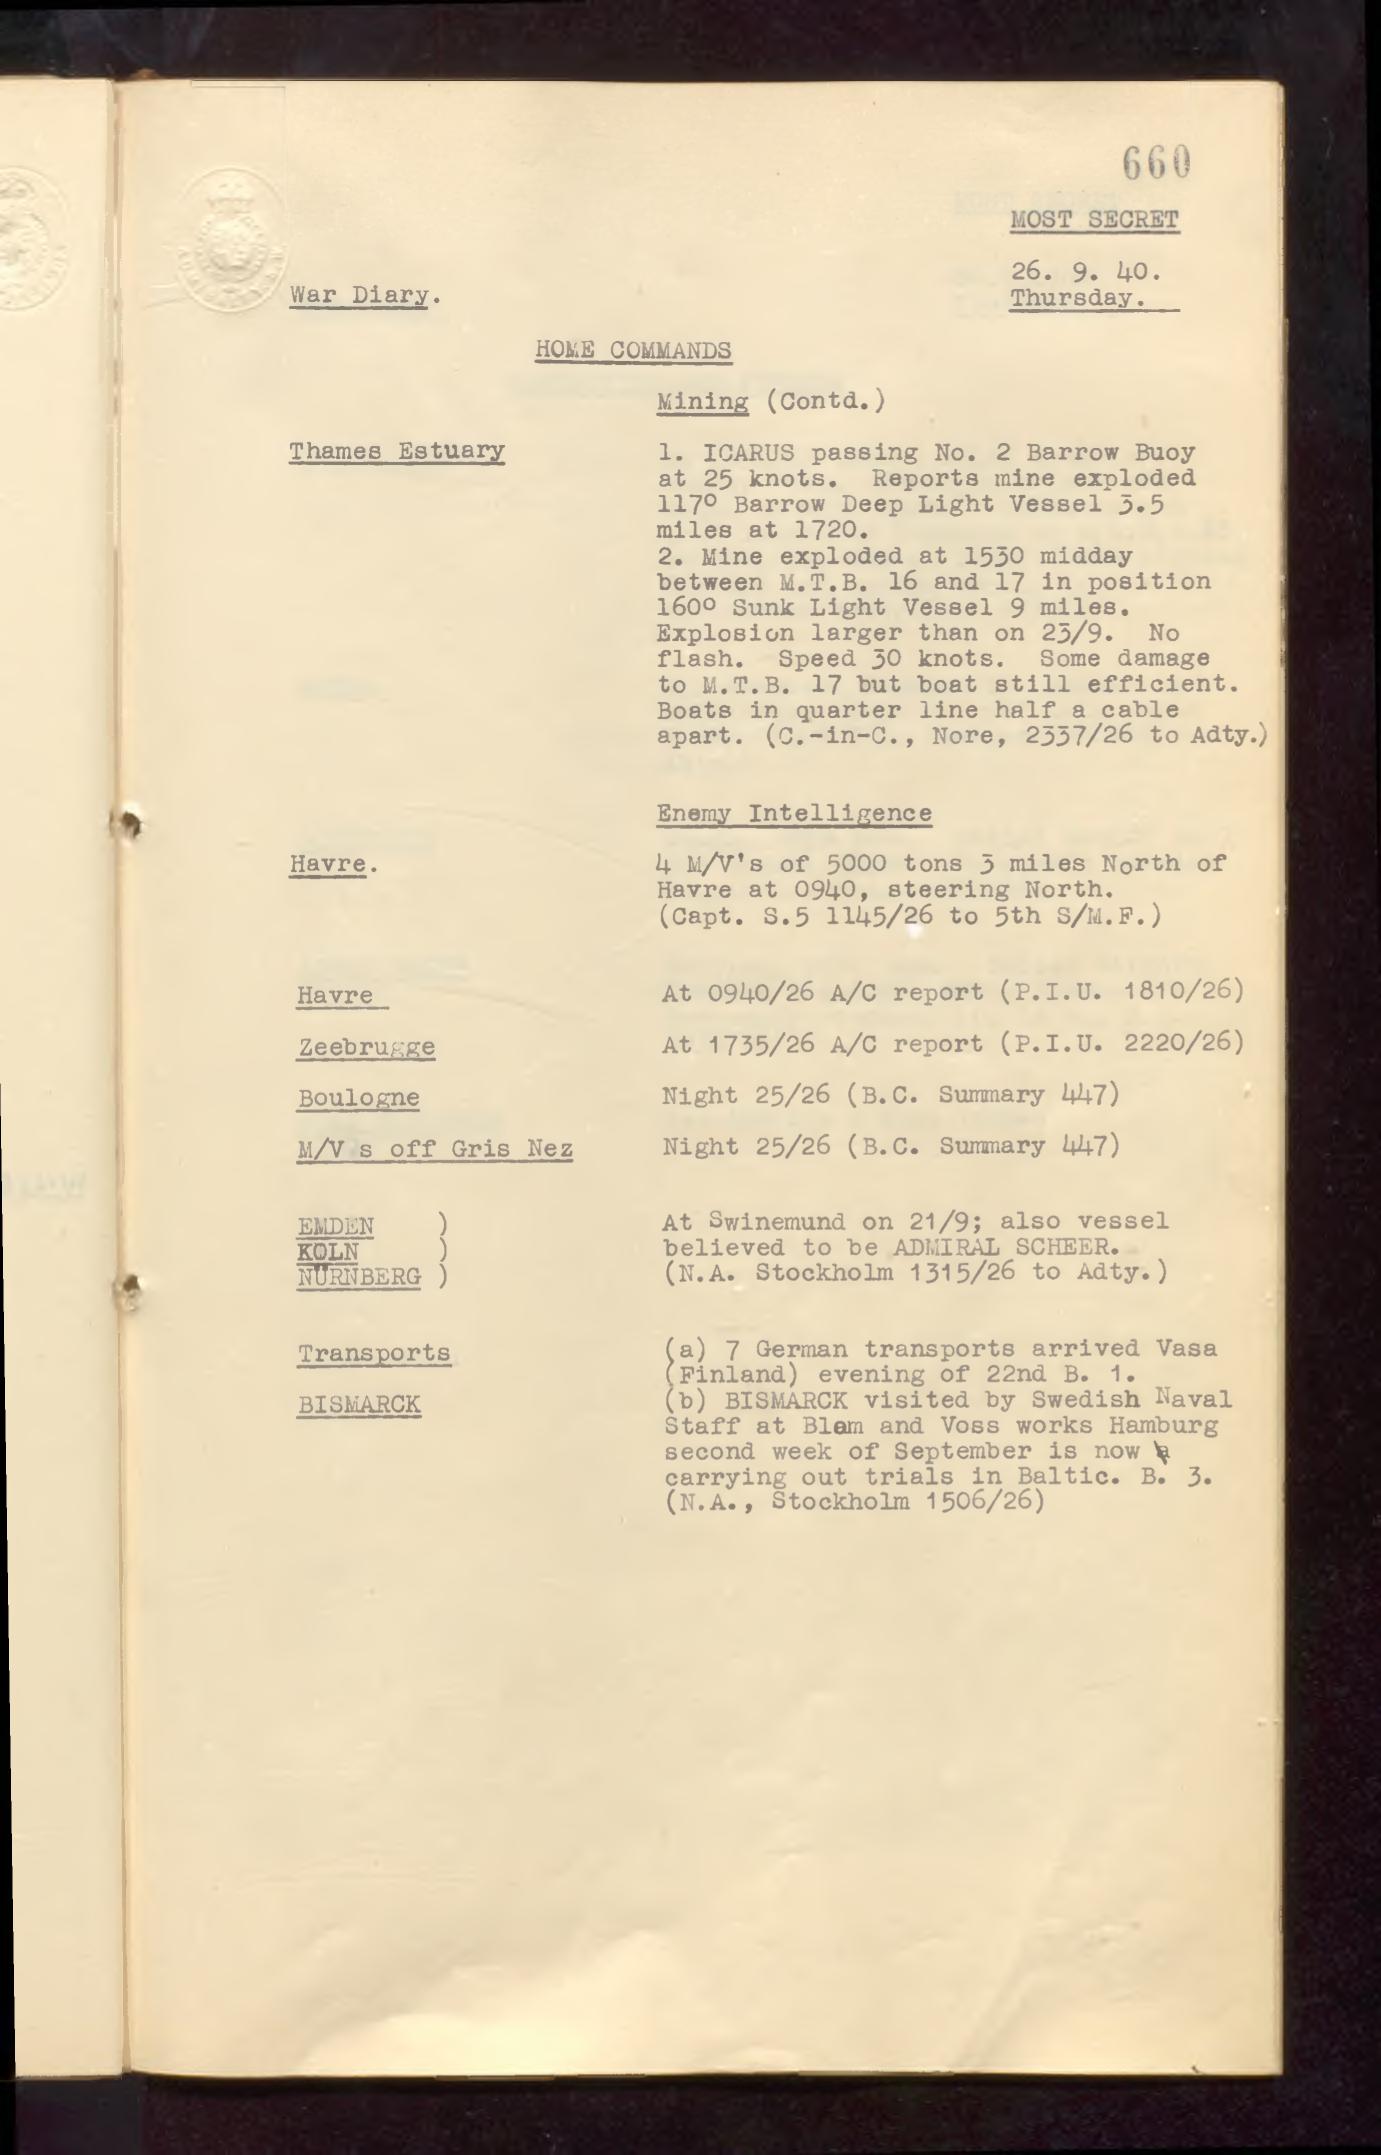 660
MOST SECRET
26. 9. 40.
Thursday.
War Diary.
HOME COMMANDS
Mining (Contd.)
Thames Estuary
1. ICARUS passing No. 2 Barrow Buoy
at 25 knots. Reports mine exploded
117° Barrow Deep Light Vessel 3.5
miles at 1720.
2. Mine exploded at 1530 midday
between M.T.B. 16 and 17 in position
160° Sunk Light Vessel 9 miles.
Explosion larger than on 23/9. No
flash. Speed 30 knots. Some damage
to M.T.B. 17 but boat still efficient.
Boats in quarter line half a cable
apart. (C.-in-C., Nore, 2337/26 to Adty.)
Enemy Intelligence
Havre.
4 M/V's of 5000 tons 3 miles North of
Havre at 0940, steering North.
(Capt. S.5 1145/26 to 5th S/M.F.)
Havre At 0940/26 A/C report (P.I.U. 1810/26)
Zeebrugge At 1735/26 A/C report (P.I.U. 2220/26)
Boulogne Night 25/26 (B.C. Summary 447)
M/V s off Gris Nez Night 25/26 (B.C. Summary 447)
EMDEN )
KÖLN )
NÜRNBERG )
At Swinemund on 21/9; also vessel
believed to be ADMIRAL SCHEER.
(N.A. Stockholm 1315/26 to Adty.)
Transports
(a) 7 German transports arrived Vasa
(Finland) evening of 22nd B. 1.
BISMARCK
(b) BISMARCK visited by Swedish Naval
Staff at Blom and Voss works Hamburg
second week of September is now
carrying out trials in Baltic. B. 3.
(N.A., Stockholm 1506/26)